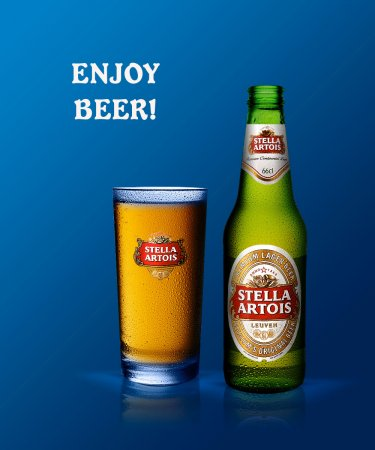 ENJOY
BEER!
STELLA
ARTOIS
66cl
STELLA
ARTOIS
STELLA
ARTOIS
LEUVEN